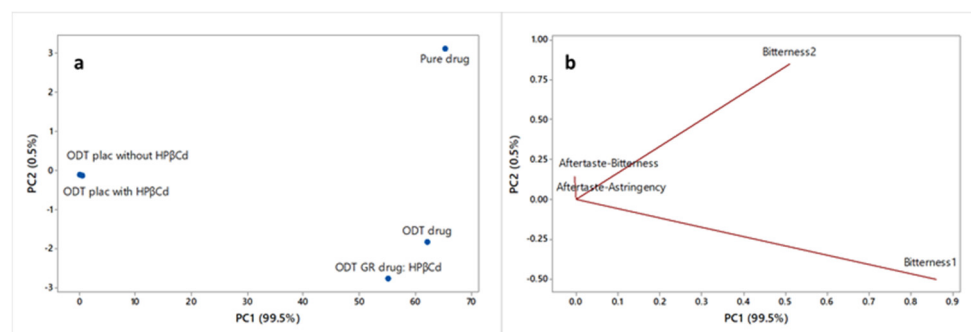 a
Pure drug
ODT plac without HPβCd
ODT plac with HPβCd
ODT drug
ODT GR drug: HPβCd
PC2 (0.5%)
3
2
1
0
-1
-2
-3
0 10 20 30 40 50 60 70
PC1 (99.5%)
b
Bitterness2
Aftertaste-Bitterness
Aftertaste-Astringency
Bitterness1
PC2 (0.5%)
1.00
0.75
0.50
0.25
0.00
-0.25
-0.50
0.0 0.1 0.2 0.3 0.4 0.5 0.6 0.7 0.8 0.9
PC1 (99.5%)